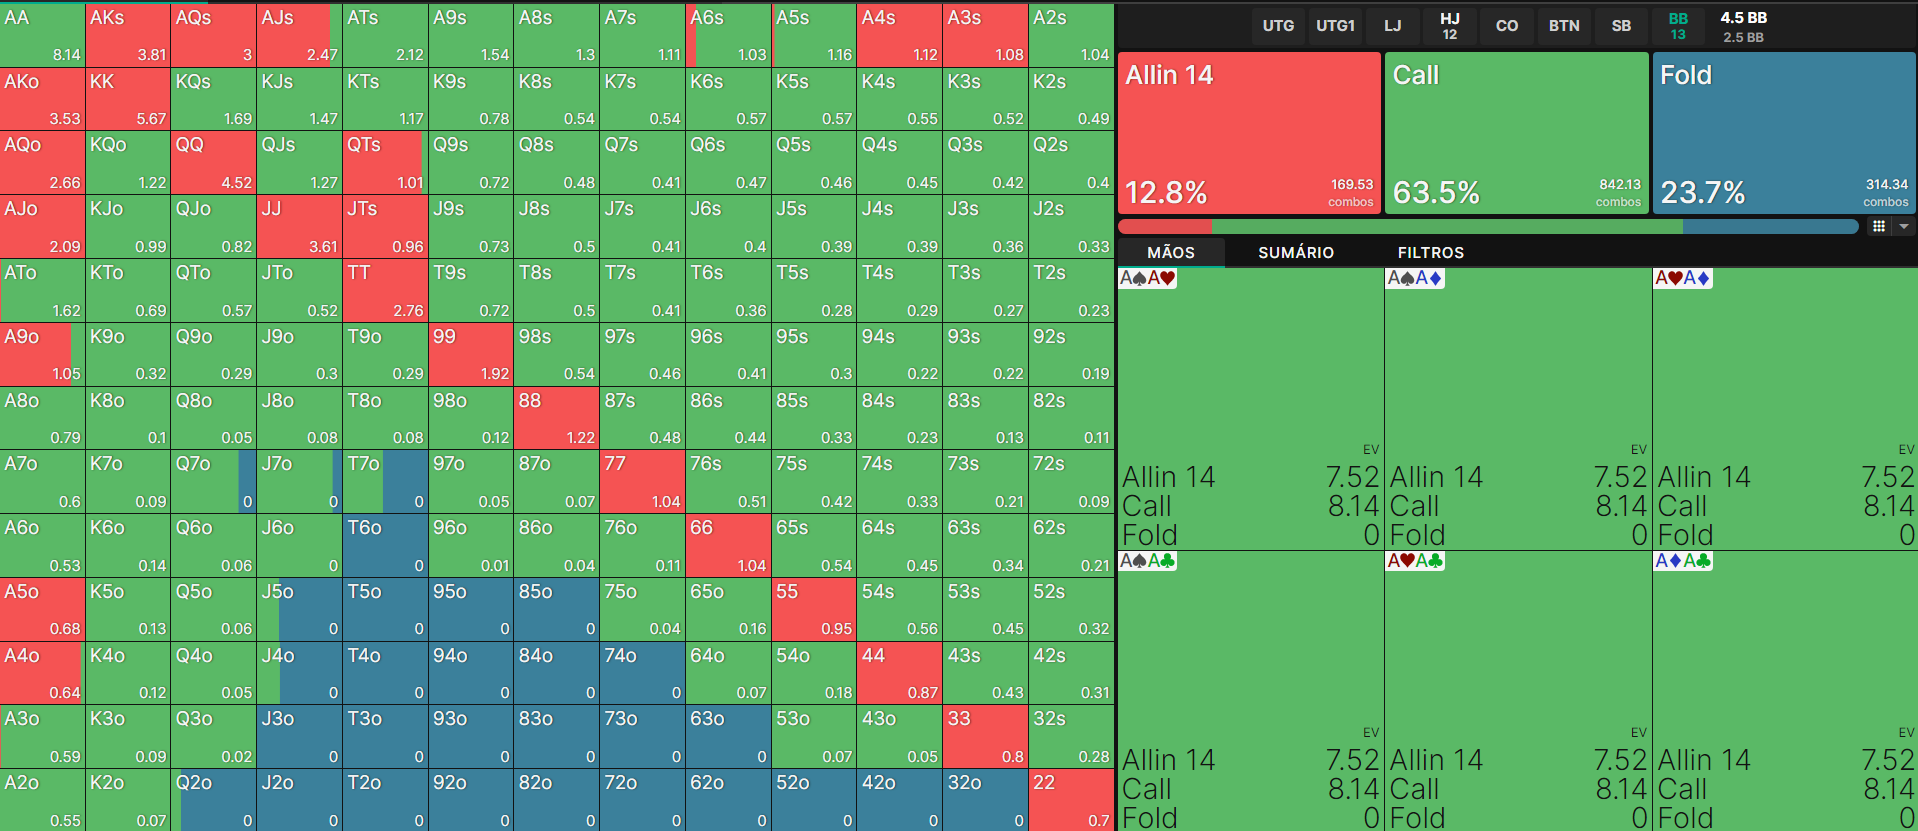 AA AKs AQs AJs ATs A9s A8s A7s A6s A5s A4s A3s A2s
8.14 3.81 3 2.47 2.12 1.54 1.3 1.11 1.03 1.16 1.12 1.08 1.04
AKo KK KQs KJs KTs K9s K8s K7s K6s K5s K4s K3s K2s
3.53 5.67 1.69 1.47 1.17 0.78 0.54 0.54 0.57 0.57 0.55 0.52 0.49
AQo KQo QQ QJs QTs Q9s Q8s Q7s Q6s Q5s Q4s Q3s Q2s
2.66 1.22 4.52 1.27 1.01 0.72 0.48 0.41 0.47 0.46 0.45 0.42 0.4
AJo KJo QJo JJ JTs J9s J8s J7s J6s J5s J4s J3s J2s
2.09 0.99 0.82 3.61 0.96 0.73 0.5 0.41 0.4 0.39 0.39 0.36 0.33
ATo KTo QTo JTo TT T9s T8s T7s T6s T5s T4s T3s T2s
1.62 0.69 0.57 0.52 2.76 0.72 0.5 0.41 0.36 0.28 0.29 0.27 0.23
A9o K9o Q9o J9o T9o 99 98s 97s 96s 95s 94s 93s 92s
1.05 0.32 0.29 0.3 0.29 1.92 0.54 0.46 0.41 0.3 0.22 0.22 0.19
A8o K8o Q8o J8o T8o 98o 88 87s 86s 85s 84s 83s 82s
0.79 0.1 0.05 0.08 0.08 0.12 1.22 0.48 0.44 0.33 0.23 0.13 0.11
A7o K7o Q7o J7o T7o 97o 87o 77 76s 75s 74s 73s 72s
0.6 0.09 0 0 0 0.05 0.07 1.04 0.51 0.42 0.33 0.21 0.09
A6o K6o Q6o J6o T6o 96o 86o 76o 66 65s 64s 63s 62s
0.53 0.14 0.06 0 0 0.01 0.04 0.11 1.04 0.54 0.45 0.34 0.21
A5o K5o Q5o J5o T5o 95o 85o 75o 65o 55 54s 53s 52s
0.68 0.13 0.06 0 0 0 0 0.04 0.16 0.95 0.56 0.45 0.32
A4o K4o Q4o J4o T4o 94o 84o 74o 64o 54o 44 43s 42s
0.64 0.12 0.05 0 0 0 0 0 0.07 0.18 0.87 0.43 0.31
A3o K3o Q3o J3o T3o 93o 83o 73o 63o 53o 43o 33 32s
0.59 0.09 0.02 0 0 0 0 0 0 0.07 0.05 0.8 0.28
A2o K2o Q2o J2o T2o 92o 82o 72o 62o 52o 42o 32o 22
0.55 0.07 0 0 0 0 0 0 0 0 0 0 0.7
UTG UTG1 LJ HJ CO BTN SB BB 4.5 BB
12 13 2.5 BB
Allin 14 Call Fold
12.8% 169.53 63.5% 842.13 23.7% 314.34
combos combos combos
MÃOS SUMÁRIO FILTROS
A♠A♥ A♠A♦ A♥A♦
EV EV EV
Allin 14 7.52 Allin 14 7.52 Allin 14 7.52
Call 8.14 Call 8.14 Call 8.14
Fold 0 Fold 0 Fold 0
A♠A♣ A♥A♣ A♦A♣
EV EV EV
Allin 14 7.52 Allin 14 7.52 Allin 14 7.52
Call 8.14 Call 8.14 Call 8.14
Fold 0 Fold 0 Fold 0